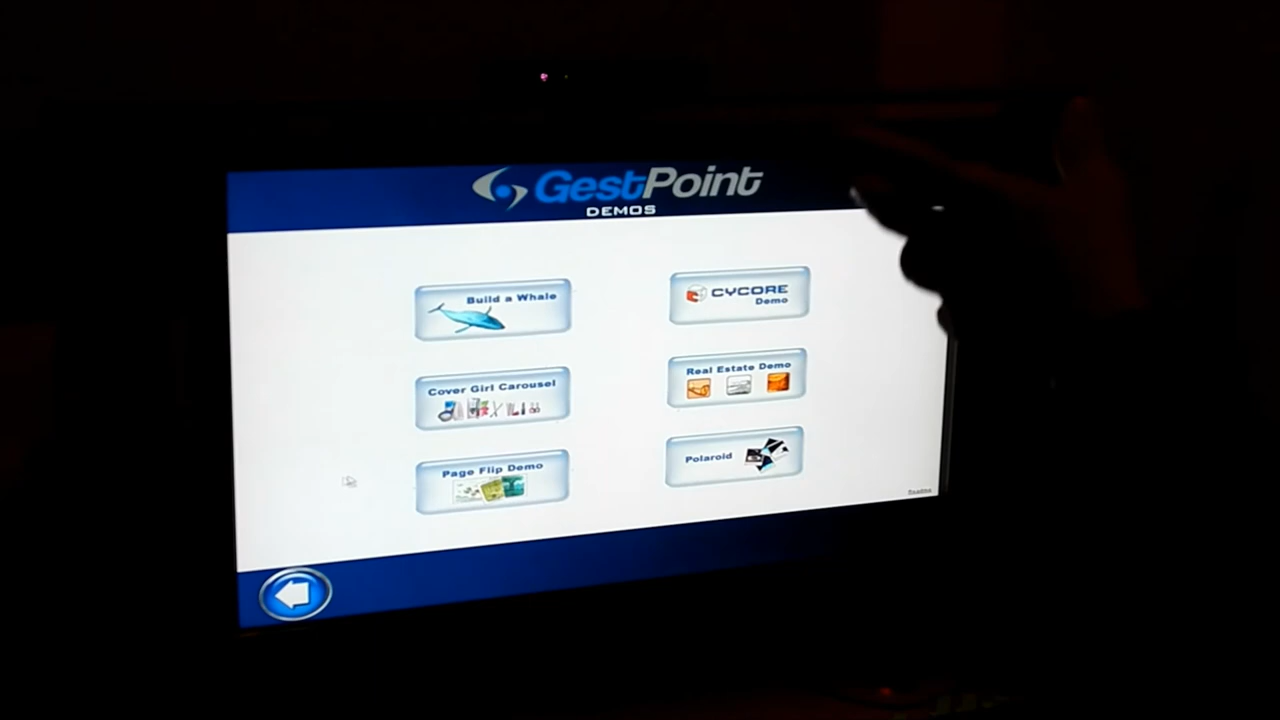 GestPoint
DEMOS
Build a Whale
CYCORE
Demo
Cover Girl Carousel
Real Estate Demo
Page Flip Demo
Polaroid